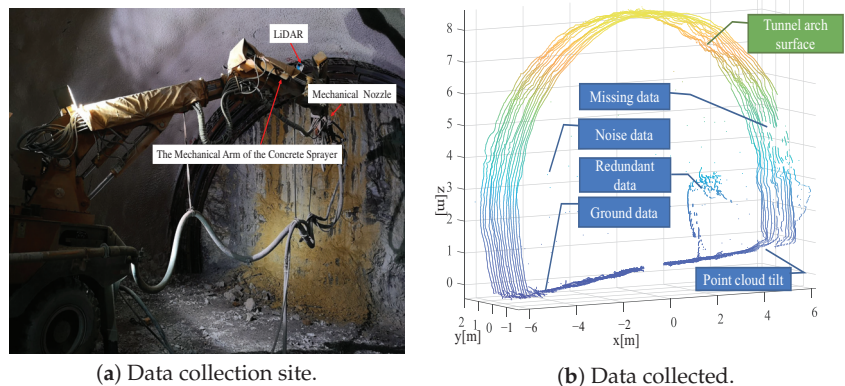 LiDAR
Mechanical Nozzle
The Mechanical Arm of the Concrete Sprayer
(a) Data collection site.
8
7
6
5
4
3
2
1
0
z[m]
2
1
0
-1
y[m]
−6
−4
−2
0
2
4
6
x[m]
Tunnel arch
surface
Missing data
Noise data
Redundant
data
Ground data
Point cloud tilt
(b) Data collected.